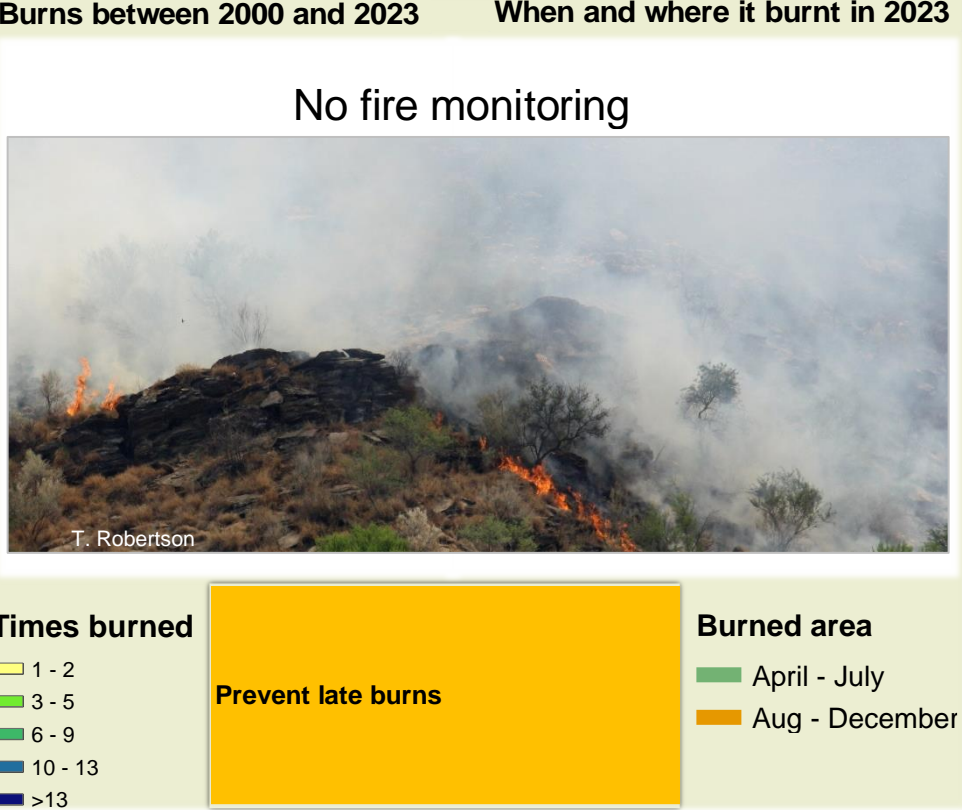 Burns between 2000 and 2023
When and where it burnt in 2023
No fire monitoring
T. Robertson
Times burned
1 - 2
3 - 5
6 - 9
10 - 13
>13
Prevent late burns
Burned area
April - July
Aug - December